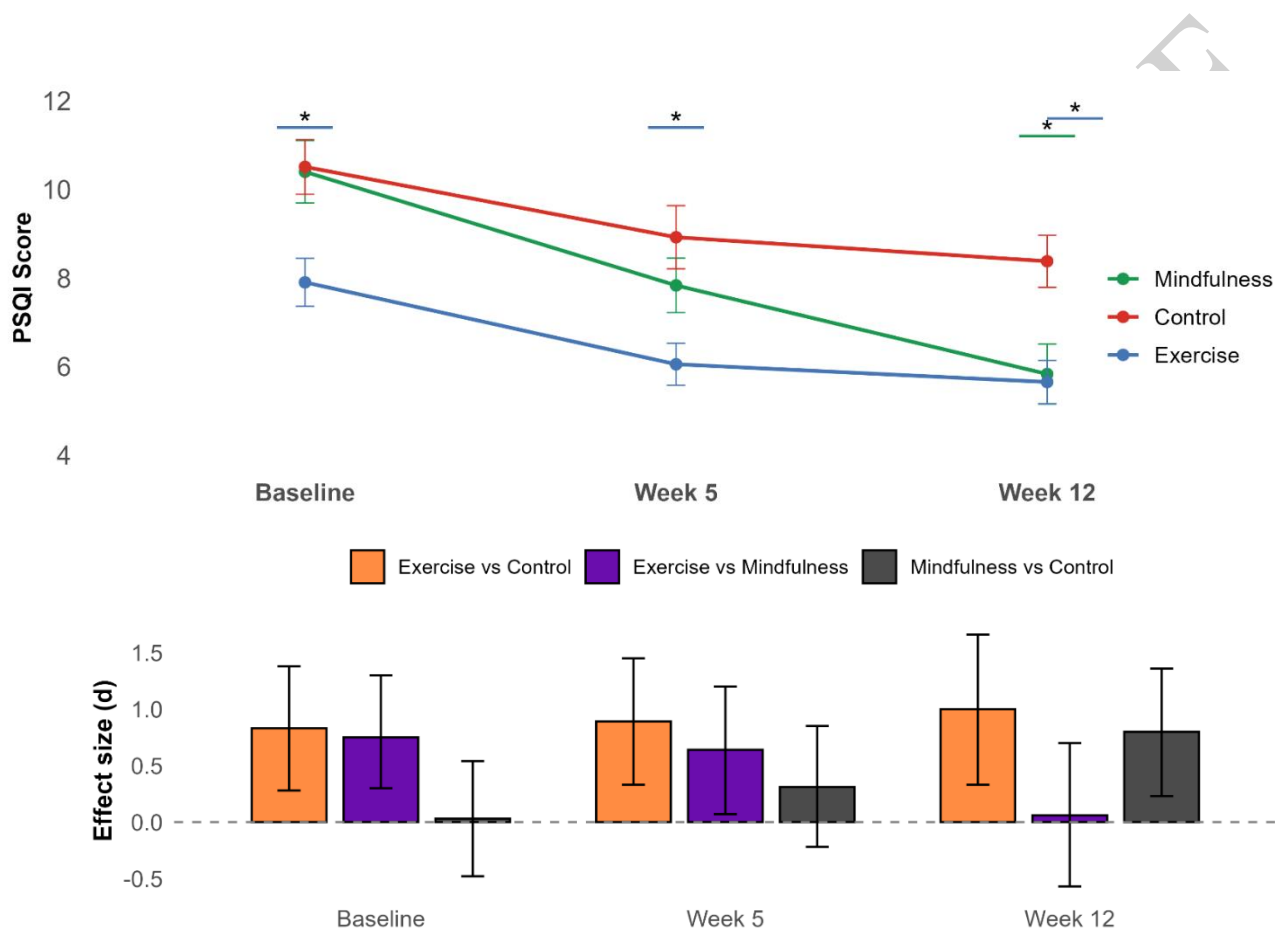 12
10
8
6
4
PSQI Score
*
*
*
*
Mindfulness
Control
Exercise
Baseline Week 5 Week 12
Exercise vs Control Exercise vs Mindfulness Mindfulness vs Control
1.5
1.0
0.5
0.0
-0.5
Effect size (d)
Baseline Week 5 Week 12